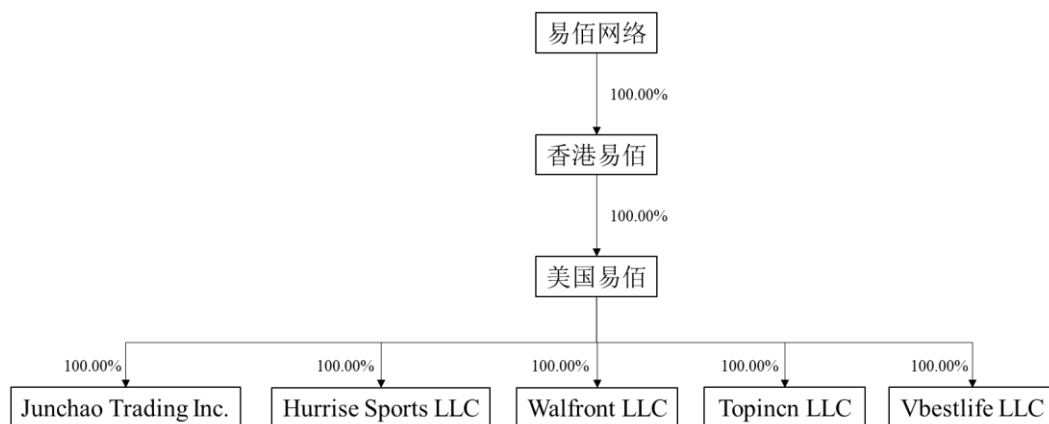 易佰网络
100.00%
香港易佰
100.00%
美国易佰
100.00% 100.00% 100.00% 100.00% 100.00%
Junchao Trading Inc. Hurrise Sports LLC Walfront LLC Topincn LLC Vbestlife LLC